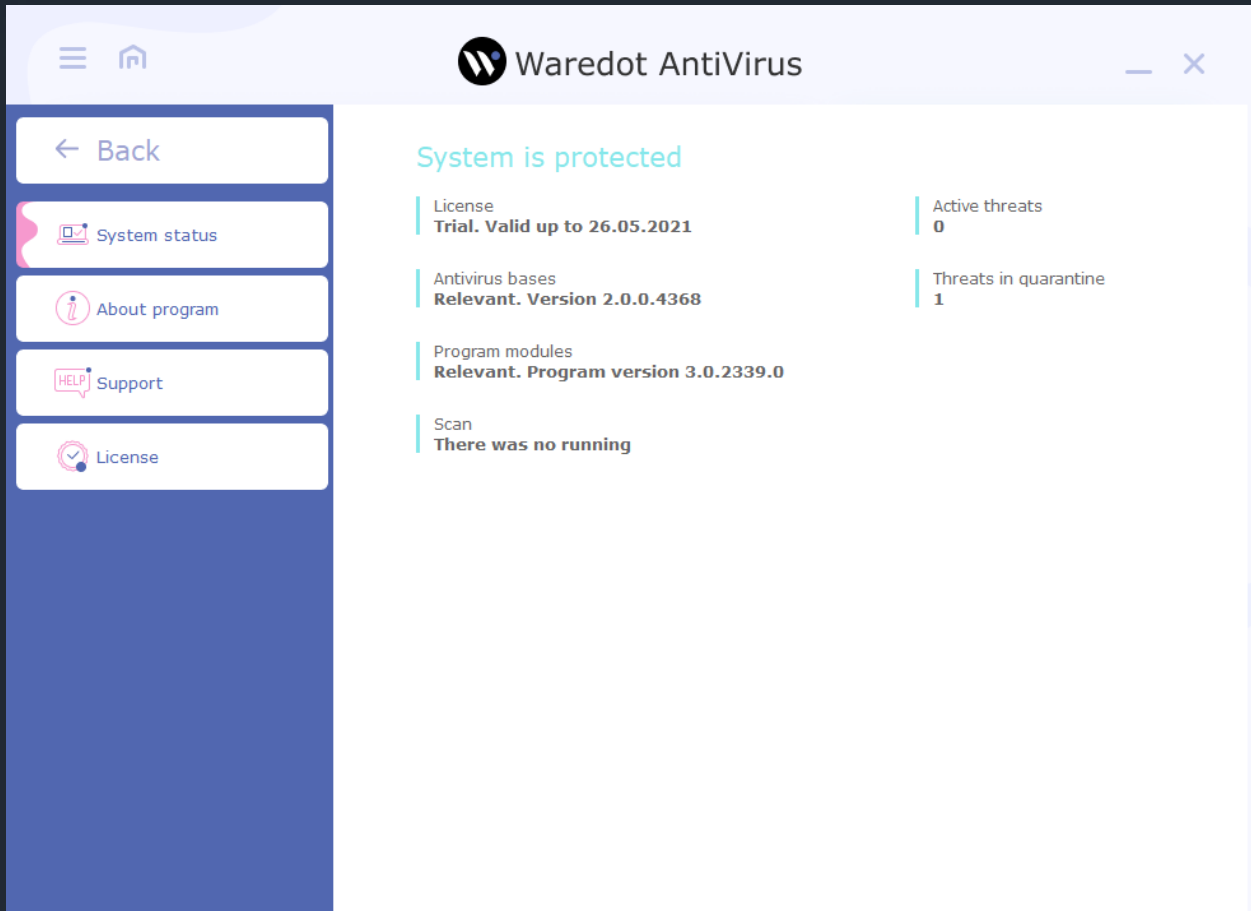 Waredot AntiVirus
Back
System status
About program
HELP
Support
License
System is protected
License
Trial. Valid up to 26.05.2021
Antivirus bases
Relevant. Version 2.0.0.4368
Program modules
Relevant. Program version 3.0.2339.0
Scan
There was no running
Active threats
0
Threats in quarantine
1